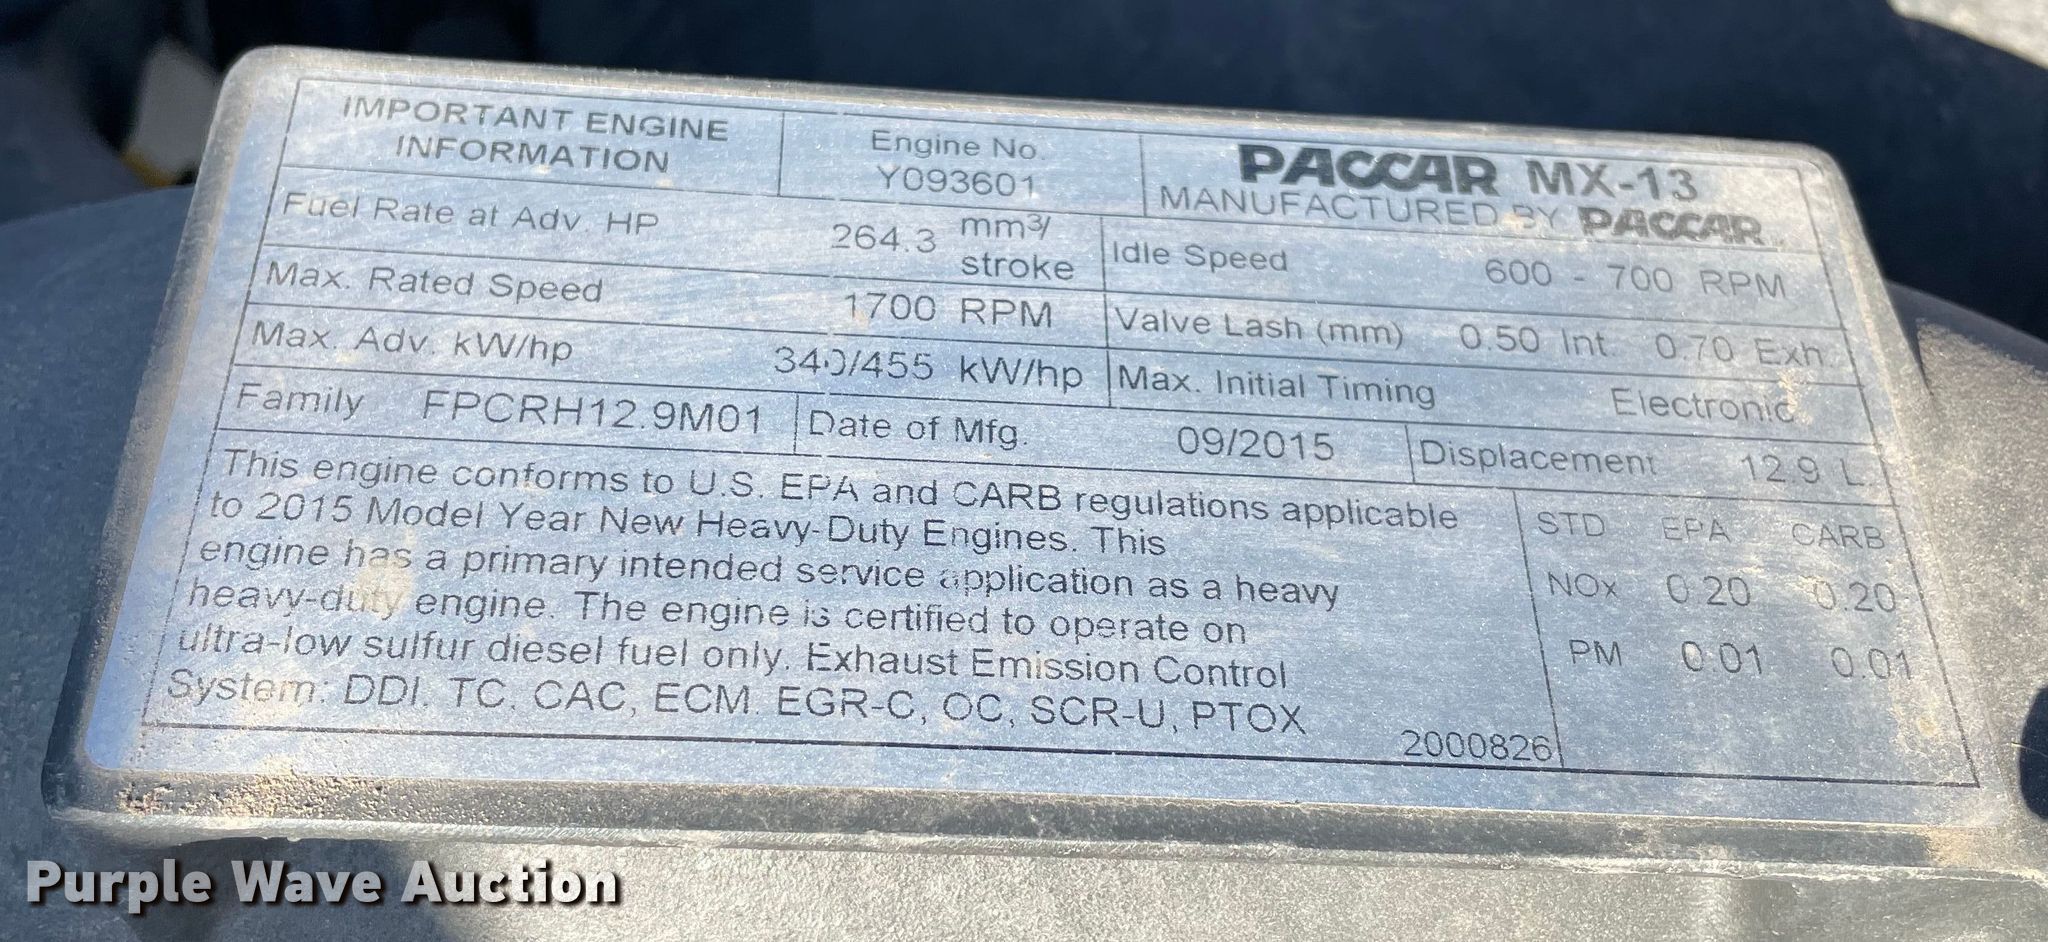 IMPORTANT ENGINE
INFORMATION
Engine No.
Y093601
PACCAR MX-13
MANUFACTURED BY PACCAR
Fuel Rate at Adv. HP 264.3 mm³/
stroke
Idle Speed 600 - 700 RPM
Max. Rated Speed 1700 RPM
Valve Lash (mm) 0.50 Int. 0.70 Exh.
Max. Adv. kW/hp 340/455 kW/hp
Max. Initial Timing Electronic
Family FPCRH12.9M01
Date of Mfg. 09/2015
Displacement 12.9 L.
This engine conforms to U.S. EPA and CARB regulations applicable
to 2015 Model Year New Heavy-Duty Engines. This
engine has a primary intended service application as a heavy
heavy-duty engine. The engine is certified to operate on
ultra-low sulfur diesel fuel only. Exhaust Emission Control
System: DDI, TC, CAC, ECM, EGR-C, OC, SCR-U, PTOX
2000826
STD EPA CARB
NOx 0.20 0.20
PM 0.01 0.01
Purple Wave Auction